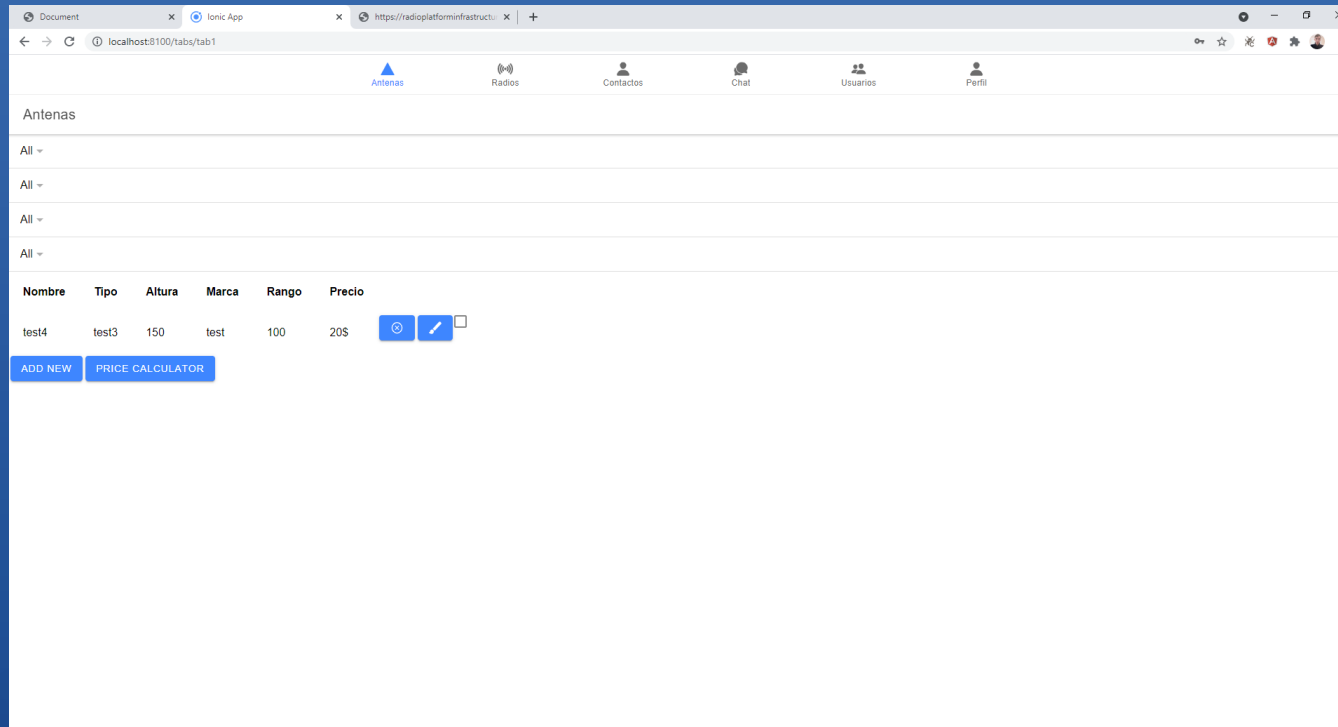 Document
Ionic App
https://radioplatforminfrastructu
localhost:8100/tabs/tab1
Antenas Radios Contactos Chat Usuarios Perfil
Antenas
All
All
All
All
Nombre Tipo Altura Marca Rango Precio
test4 test3 150 test 100 20$
ADD NEW PRICE CALCULATOR